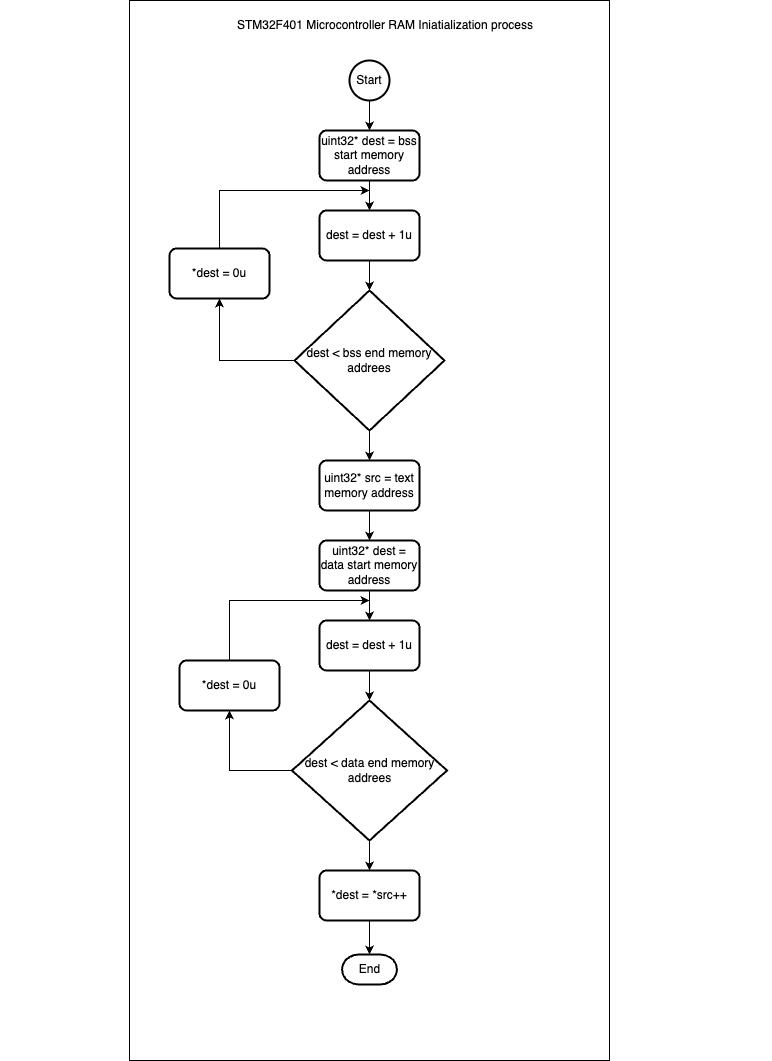 STM32F401 Microcontroller RAM Iniatialization process
Start
uint32* dest = bss
start memory
address
dest = dest + 1u
*dest = 0u
dest < bss end memory
addrees
uint32* src = text
memory address
uint32* dest =
data start memory
address
dest = dest + 1u
*dest = 0u
dest < data end memory
addrees
*dest = *src++
End